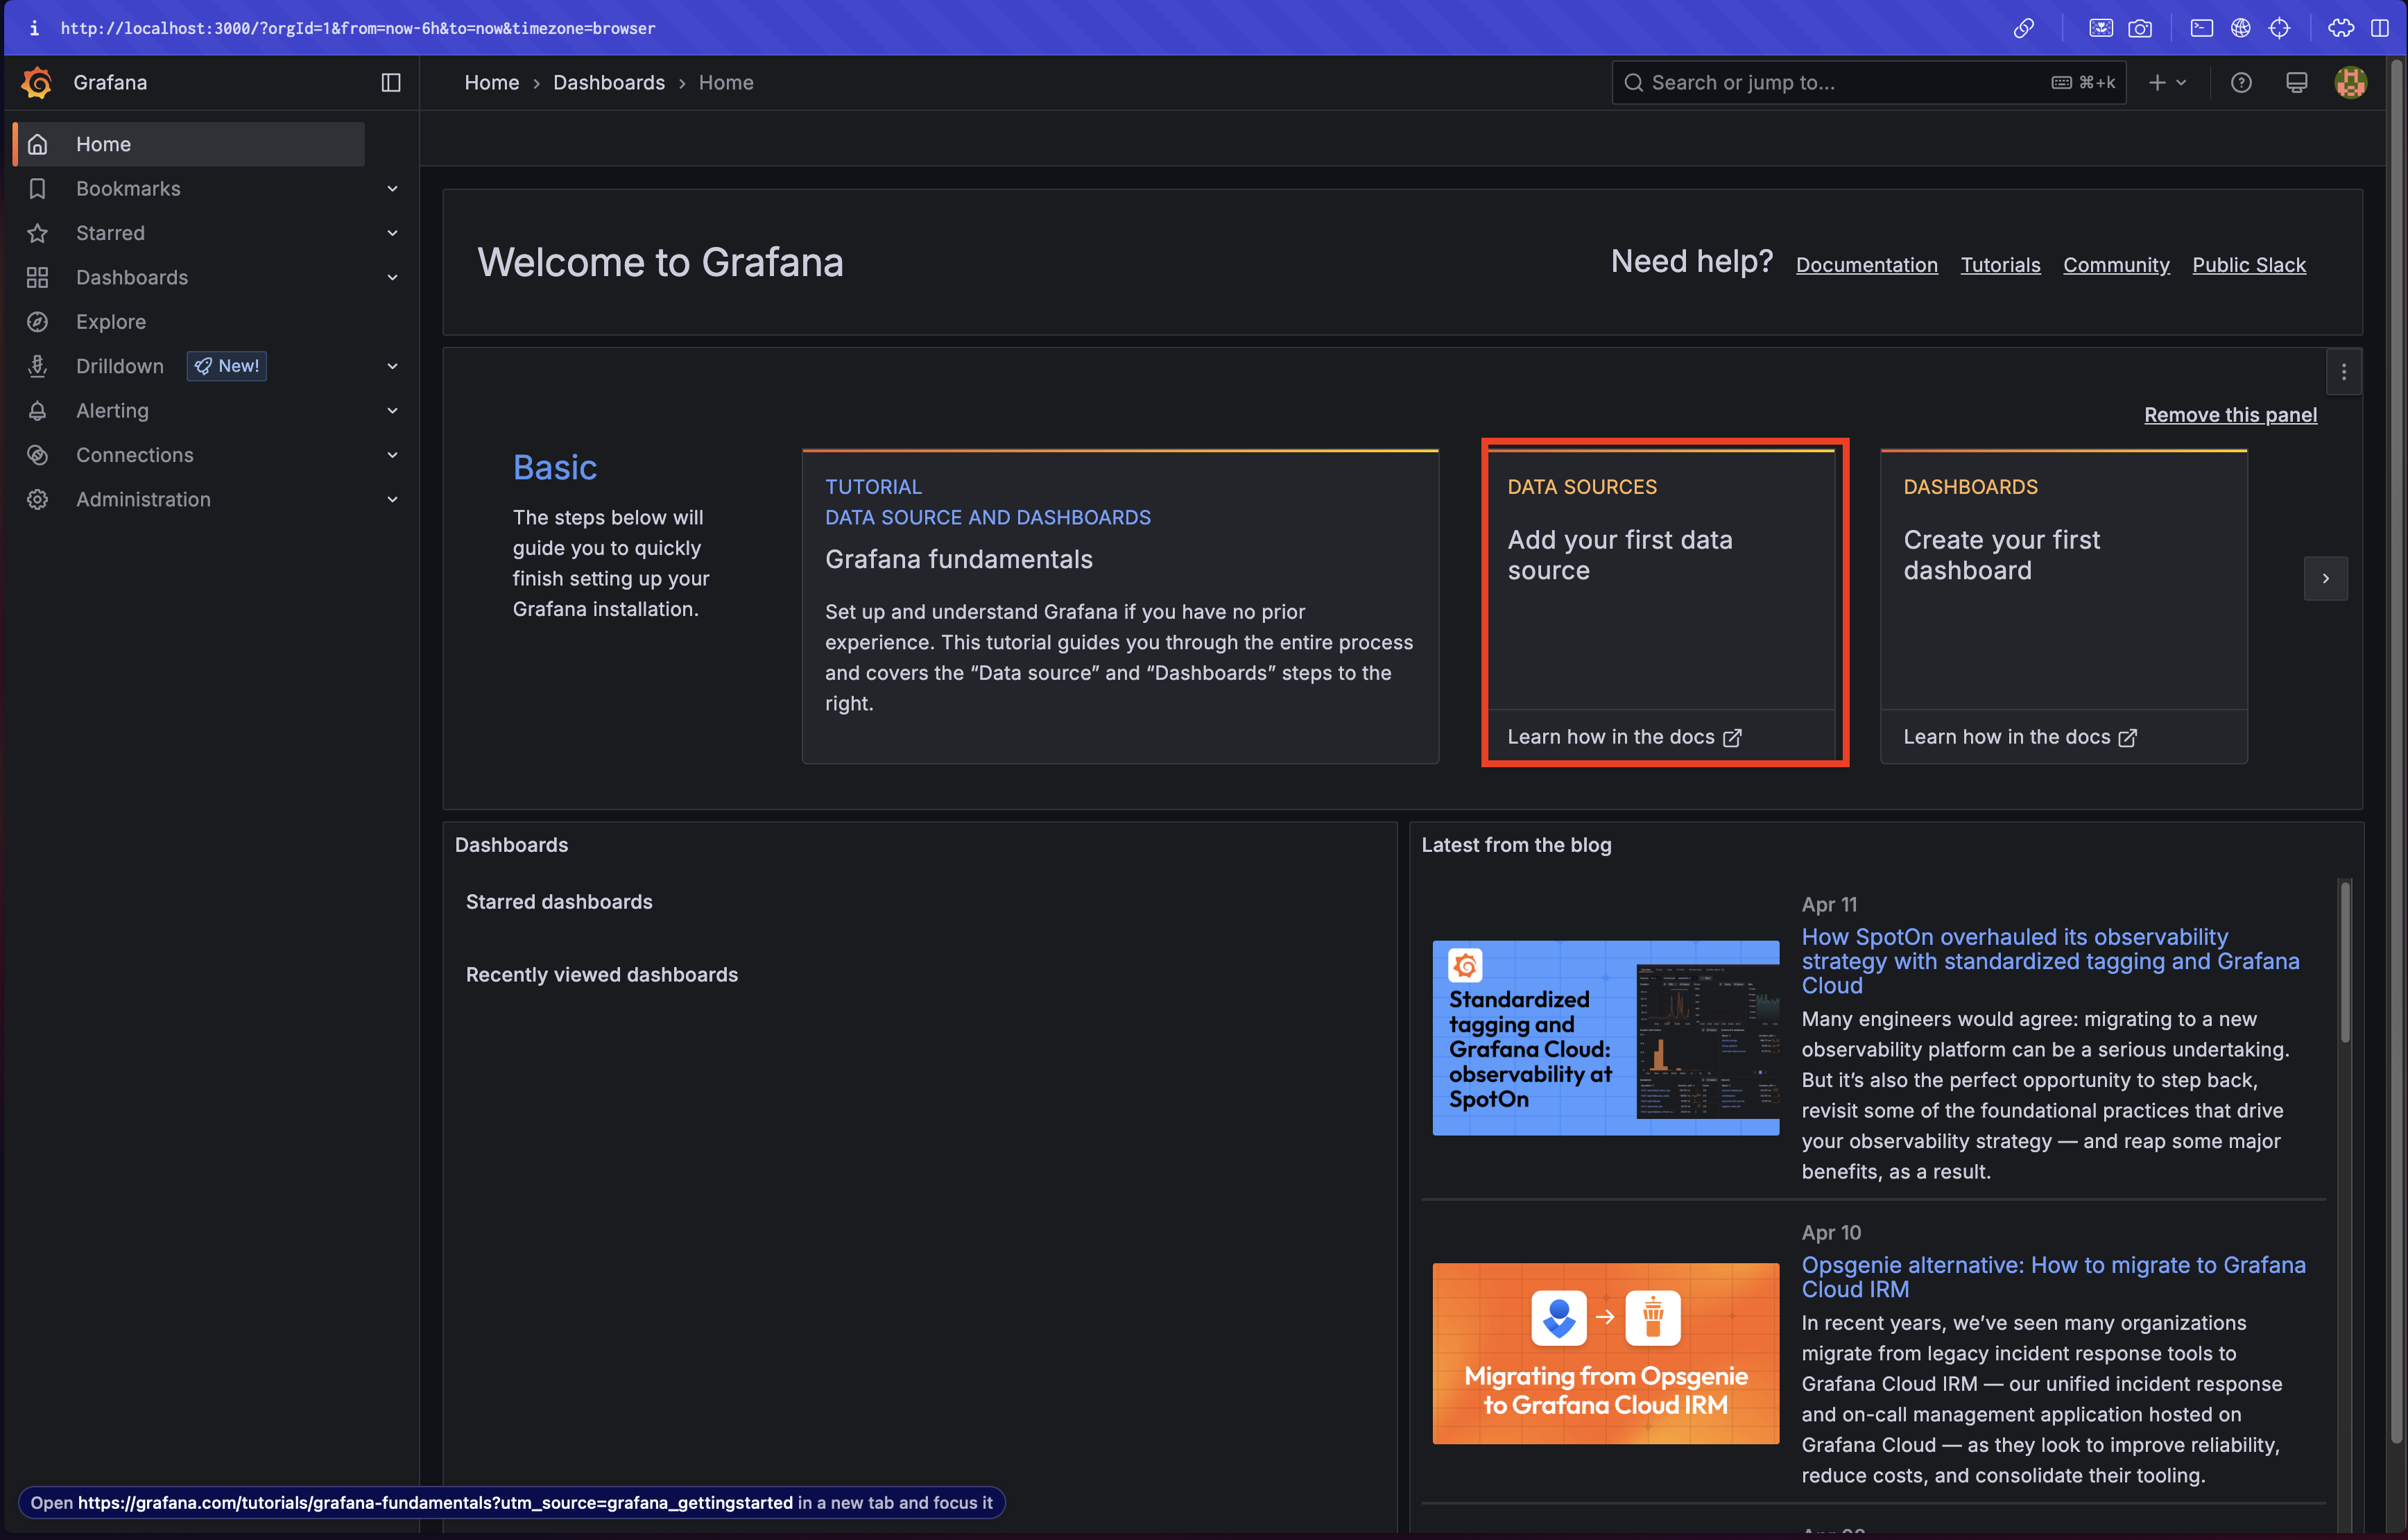 i http://localhost:3000/?orgId=1&from=now-6h&to=now&timezone=browser
Grafana
Home › Dashboards › Home
Search or jump to...
⌘+k
Home
Bookmarks
Starred
Dashboards
Explore
Drilldown New!
Alerting
Connections
Administration
Welcome to Grafana
Need help? Documentation Tutorials Community Public Slack
Remove this panel
Basic
The steps below will
guide you to quickly
finish setting up your
Grafana installation.
TUTORIAL
DATA SOURCE AND DASHBOARDS
Grafana fundamentals
Set up and understand Grafana if you have no prior
experience. This tutorial guides you through the entire process
and covers the “Data source” and “Dashboards” steps to the
right.
DATA SOURCES
Add your first data
source
Learn how in the docs
DASHBOARDS
Create your first
dashboard
Learn how in the docs
Dashboards
Starred dashboards
Recently viewed dashboards
Latest from the blog
Standardized
tagging and
Grafana Cloud:
observability at
SpotOn
Apr 11
How SpotOn overhauled its observability
strategy with standardized tagging and Grafana
Cloud
Many engineers would agree: migrating to a new
observability platform can be a serious undertaking.
But it’s also the perfect opportunity to step back,
revisit some of the foundational practices that drive
your observability strategy — and reap some major
benefits, as a result.
Migrating from Opsgenie
to Grafana Cloud IRM
Apr 10
Opsgenie alternative: How to migrate to Grafana
Cloud IRM
In recent years, we’ve seen many organizations
migrate from legacy incident response tools to
Grafana Cloud IRM — our unified incident response
and on-call management application hosted on
Grafana Cloud — as they look to improve reliability,
reduce costs, and consolidate their tooling.
Open https://grafana.com/tutorials/grafana-fundamentals?utm_source=grafana_gettingstarted in a new tab and focus it